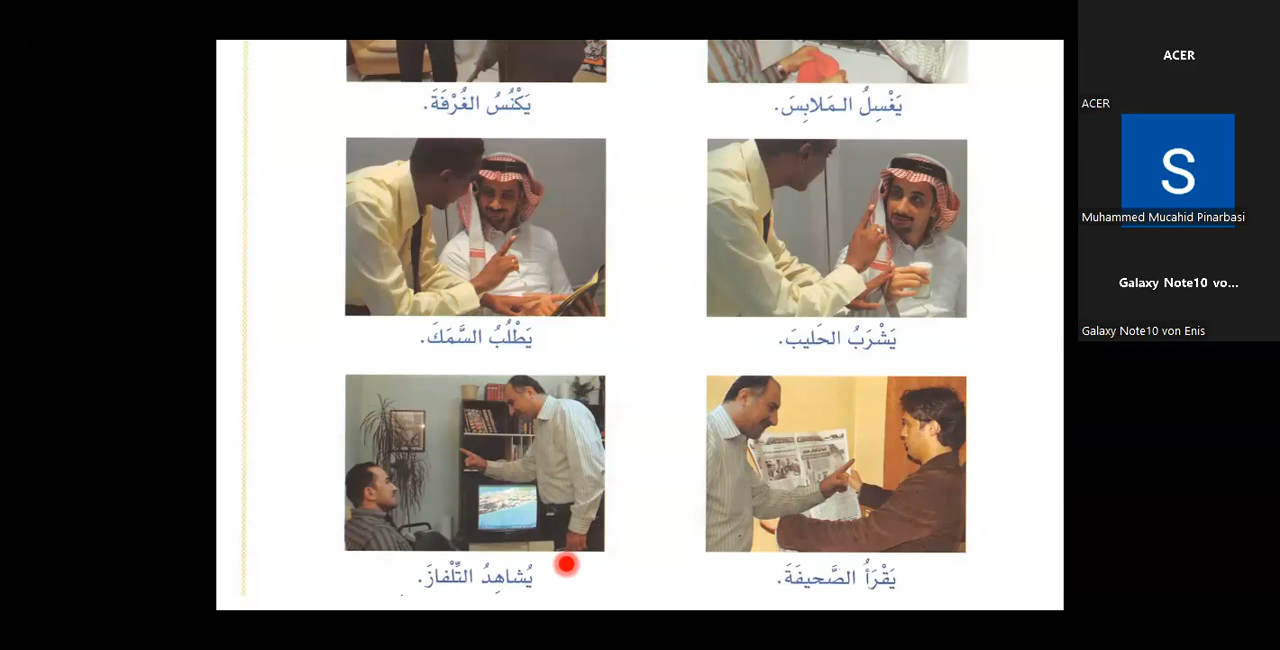 يَغْسِلُ الـمَلابِسَ.
يَكْنُسُ الغُرْفَةَ.
يَشْرَبُ الحَليبَ.
يَطْلُبُ السَّمَكَ.
يَقْرَأُ الصَّحيفَةَ.
يُشاهِدُ التِّلْفازَ.
ACER
ACER
S
Muhammed Mucahid Pinarbasi
Galaxy Note10 vo...
Galaxy Note10 von Enis